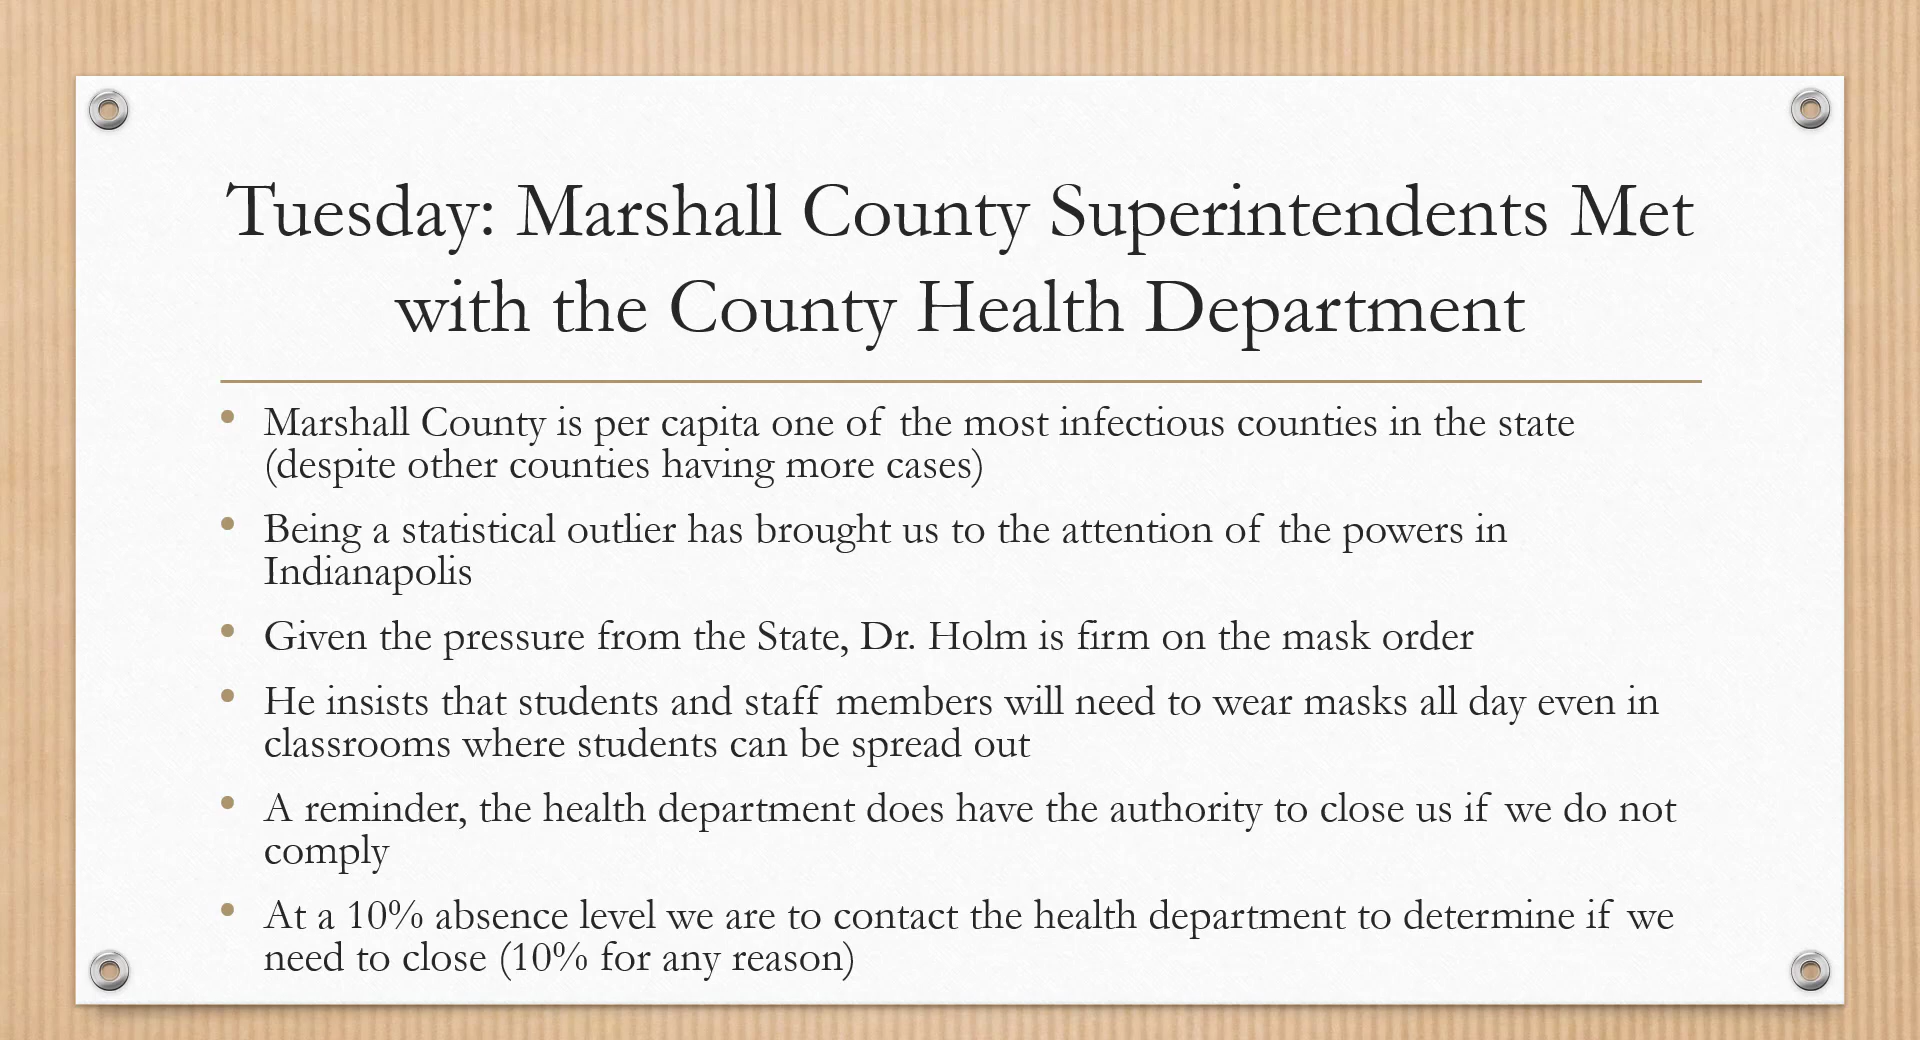 Tuesday: Marshall County Superintendents Met
with the County Health Department
• Marshall County is per capita one of the most infectious counties in the state
(despite other counties having more cases)
• Being a statistical outlier has brought us to the attention of the powers in
Indianapolis
• Given the pressure from the State, Dr. Holm is firm on the mask order
• He insists that students and staff members will need to wear masks all day even in
classrooms where students can be spread out
• A reminder, the health department does have the authority to close us if we do not
comply
• At a 10% absence level we are to contact the health department to determine if we
need to close (10% for any reason)